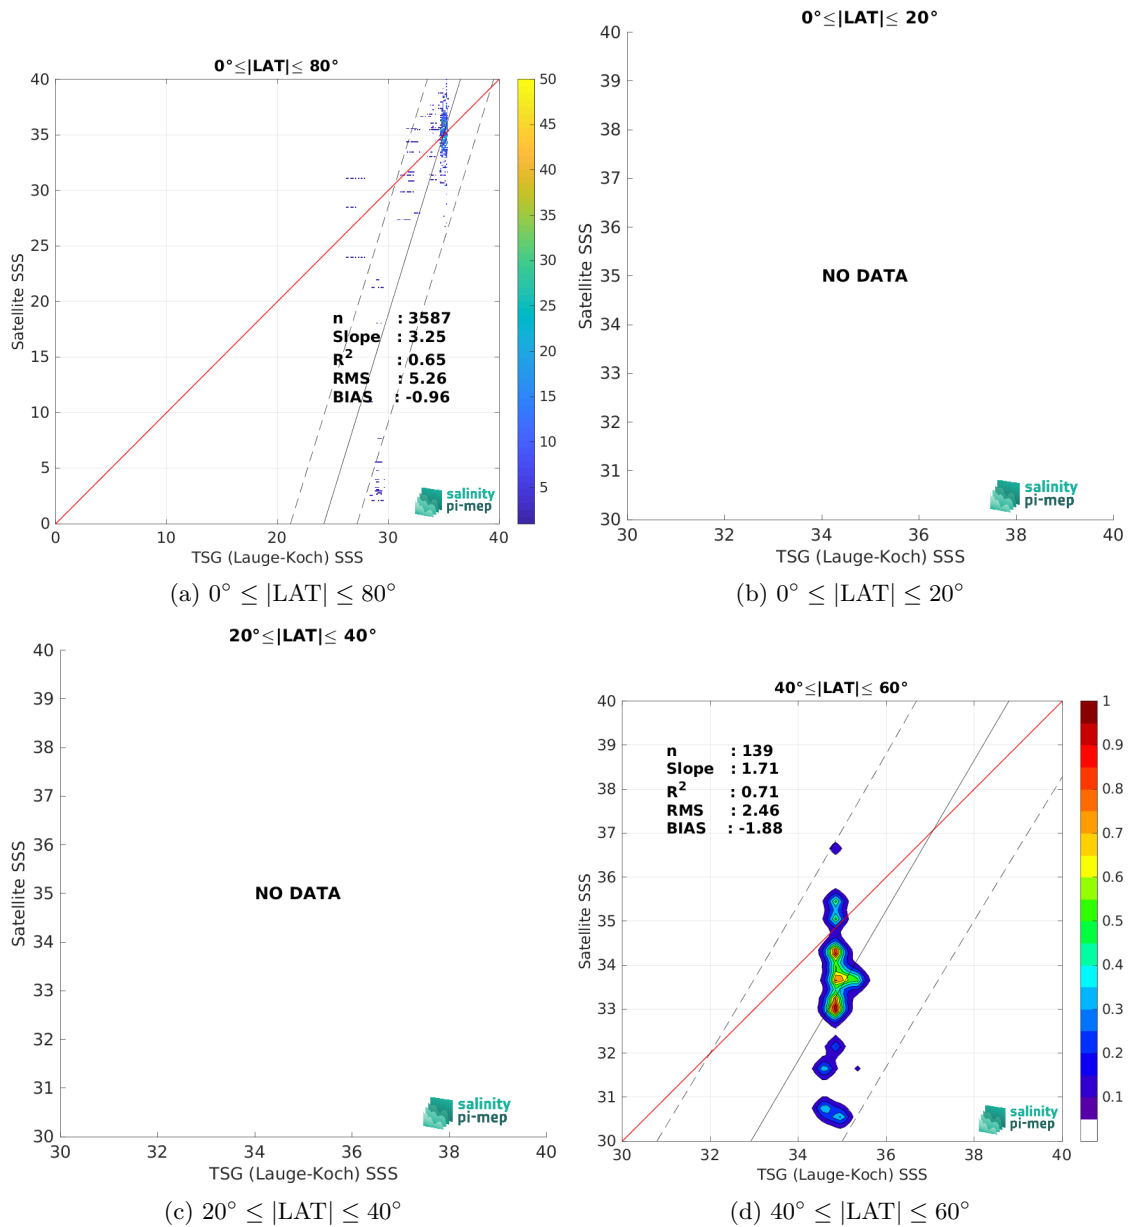 0°≤|LAT|≤ 80°
40
35
30
25
20
15
10
5
0
0
10
20
30
40
Satellite SSS
TSG (Lauge-Koch) SSS
n : 3587
Slope : 3.25
R² : 0.65
RMS : 5.26
BIAS : -0.96
50
45
40
35
30
25
20
15
10
5
salinity
pi-mep
(a) 0° ≤ |LAT| ≤ 80°
0°≤|LAT|≤ 20°
40
39
38
37
36
35
34
33
32
31
30
30
32
34
36
38
40
Satellite SSS
TSG (Lauge-Koch) SSS
NO DATA
salinity
pi-mep
(b) 0° ≤ |LAT| ≤ 20°
20°≤|LAT|≤ 40°
40
39
38
37
36
35
34
33
32
31
30
30
32
34
36
38
40
Satellite SSS
TSG (Lauge-Koch) SSS
NO DATA
salinity
pi-mep
(c) 20° ≤ |LAT| ≤ 40°
40°≤|LAT|≤ 60°
40
39
38
37
36
35
34
33
32
31
30
30
32
34
36
38
40
Satellite SSS
TSG (Lauge-Koch) SSS
n : 139
Slope : 1.71
R² : 0.71
RMS : 2.46
BIAS : -1.88
1
0.9
0.8
0.7
0.6
0.5
0.4
0.3
0.2
0.1
salinity
pi-mep
(d) 40° ≤ |LAT| ≤ 60°